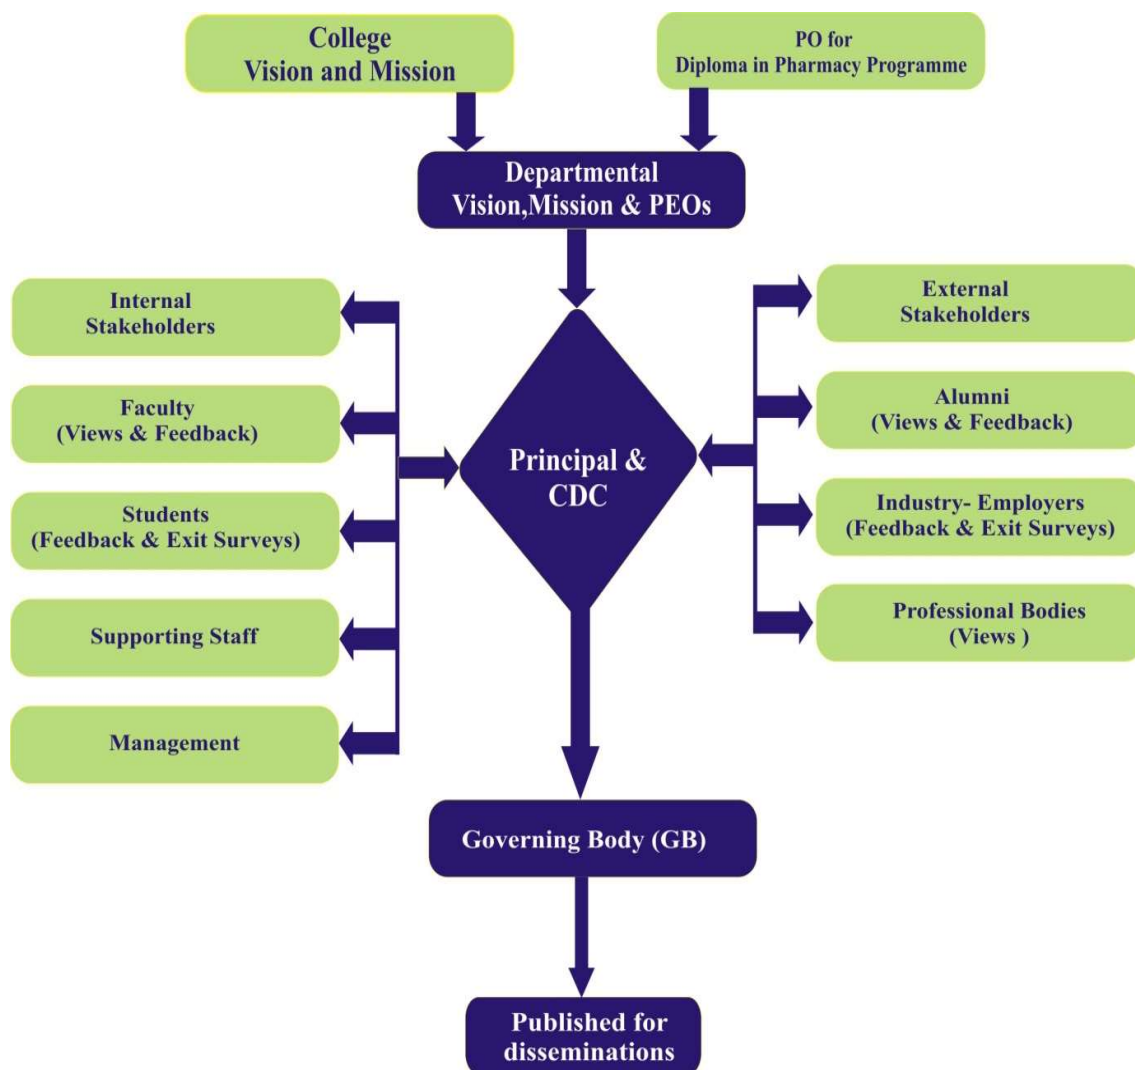 College
Vision and Mission
PO for
Diploma in Pharmacy Programme
Departmental
Vision,Mission & PEOs
Internal
Stakeholders
Faculty
(Views & Feedback)
Students
(Feedback & Exit Surveys)
Supporting Staff
Management
Principal &
CDC
External
Stakeholders
Alumni
(Views & Feedback)
Industry- Employers
(Feedback & Exit Surveys)
Professional Bodies
(Views )
Governing Body (GB)
Published for
disseminations